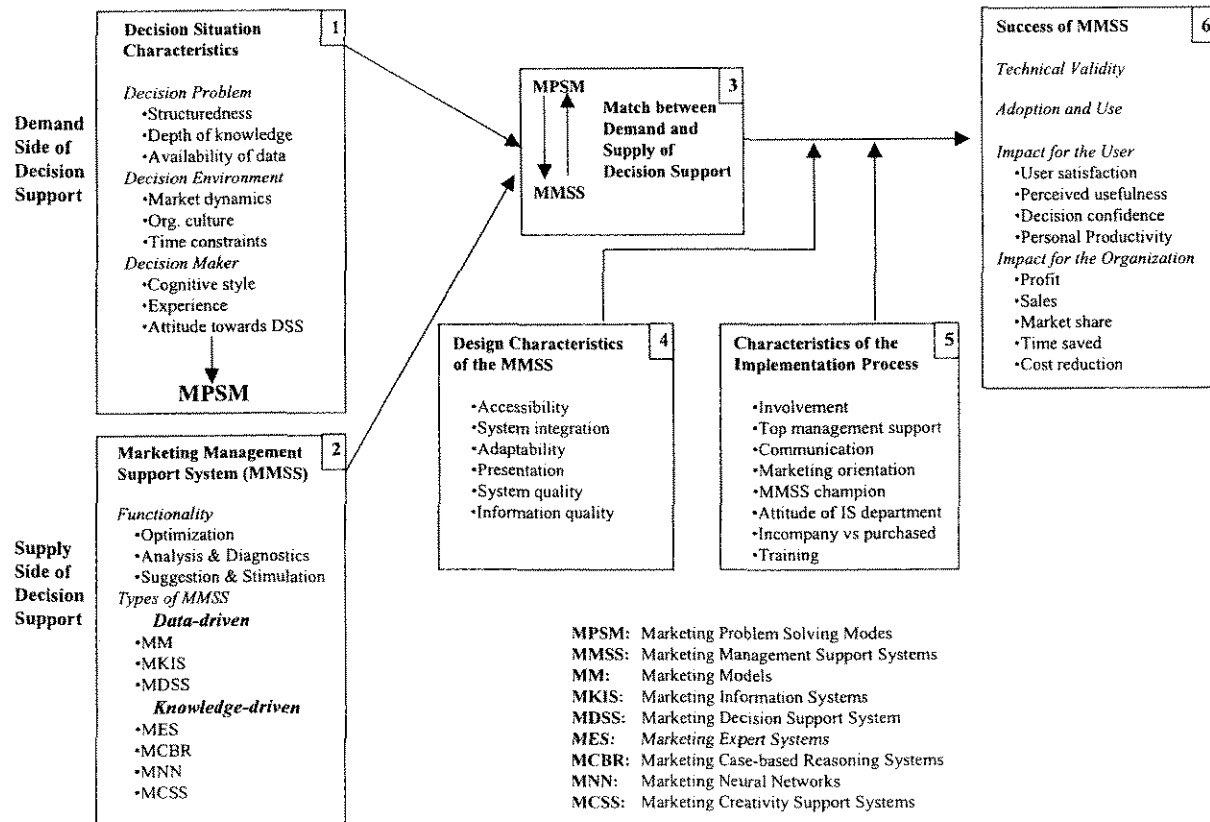 Demand
Side of
Decision
Support
1
Decision Situation
Characteristics
Decision Problem
•Structuredness
•Depth of knowledge
•Availability of data
Decision Environment
•Market dynamics
•Org. culture
•Time constraints
Decision Maker
•Cognitive style
•Experience
•Attitude towards DSS
MPSM
Supply
Side of
Decision
Support
2
Marketing Management
Support System (MMSS)
Functionality
•Optimization
•Analysis & Diagnostics
•Suggestion & Stimulation
Types of MMSS
Data-driven
•MM
•MKIS
•MDSS
Knowledge-driven
•MES
•MCBR
•MNN
•MCSS
3
MPSM
MMSS
Match between
Demand and
Supply of
Decision Support
4
Design Characteristics
of the MMSS
•Accessibility
•System integration
•Adaptability
•Presentation
•System quality
•Information quality
5
Characteristics of the
Implementation Process
•Involvement
•Top management support
•Communication
•Marketing orientation
•MMSS champion
•Attitude of IS department
•Incompany vs purchased
•Training
6
Success of MMSS
Technical Validity
Adoption and Use
Impact for the User
•User satisfaction
•Perceived usefulness
•Decision confidence
•Personal Productivity
Impact for the Organization
•Profit
•Sales
•Market share
•Time saved
•Cost reduction
MPSM: Marketing Problem Solving Modes
MMSS: Marketing Management Support Systems
MM: Marketing Models
MKIS: Marketing Information Systems
MDSS: Marketing Decision Support System
MES: Marketing Expert Systems
MCBR: Marketing Case-based Reasoning Systems
MNN: Marketing Neural Networks
MCSS: Marketing Creativity Support Systems